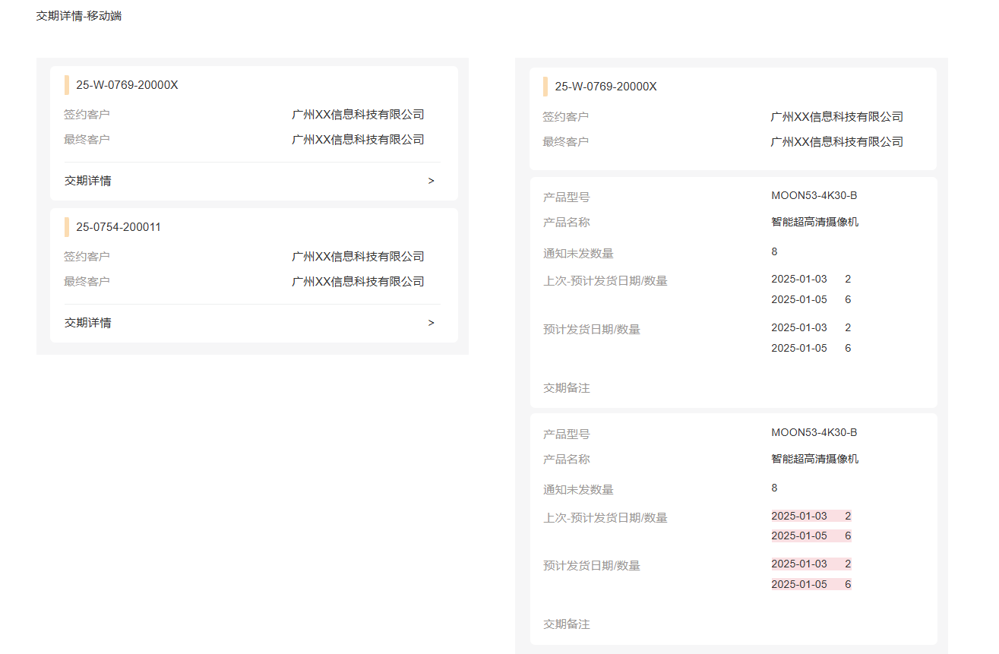 交期详情-移动端
25-W-0769-20000X
签约客户 广州XX信息科技有限公司
最终客户 广州XX信息科技有限公司
交期详情 >
25-0754-200011
签约客户 广州XX信息科技有限公司
最终客户 广州XX信息科技有限公司
交期详情 >
25-W-0769-20000X
签约客户 广州XX信息科技有限公司
最终客户 广州XX信息科技有限公司
产品型号 MOON53-4K30-B
产品名称 智能超高清摄像机
通知未发数量 8
上次-预计发货日期/数量 2025-01-03 2
2025-01-05 6
预计发货日期/数量 2025-01-03 2
2025-01-05 6
交期备注
产品型号 MOON53-4K30-B
产品名称 智能超高清摄像机
通知未发数量 8
上次-预计发货日期/数量 2025-01-03 2
2025-01-05 6
预计发货日期/数量 2025-01-03 2
2025-01-05 6
交期备注